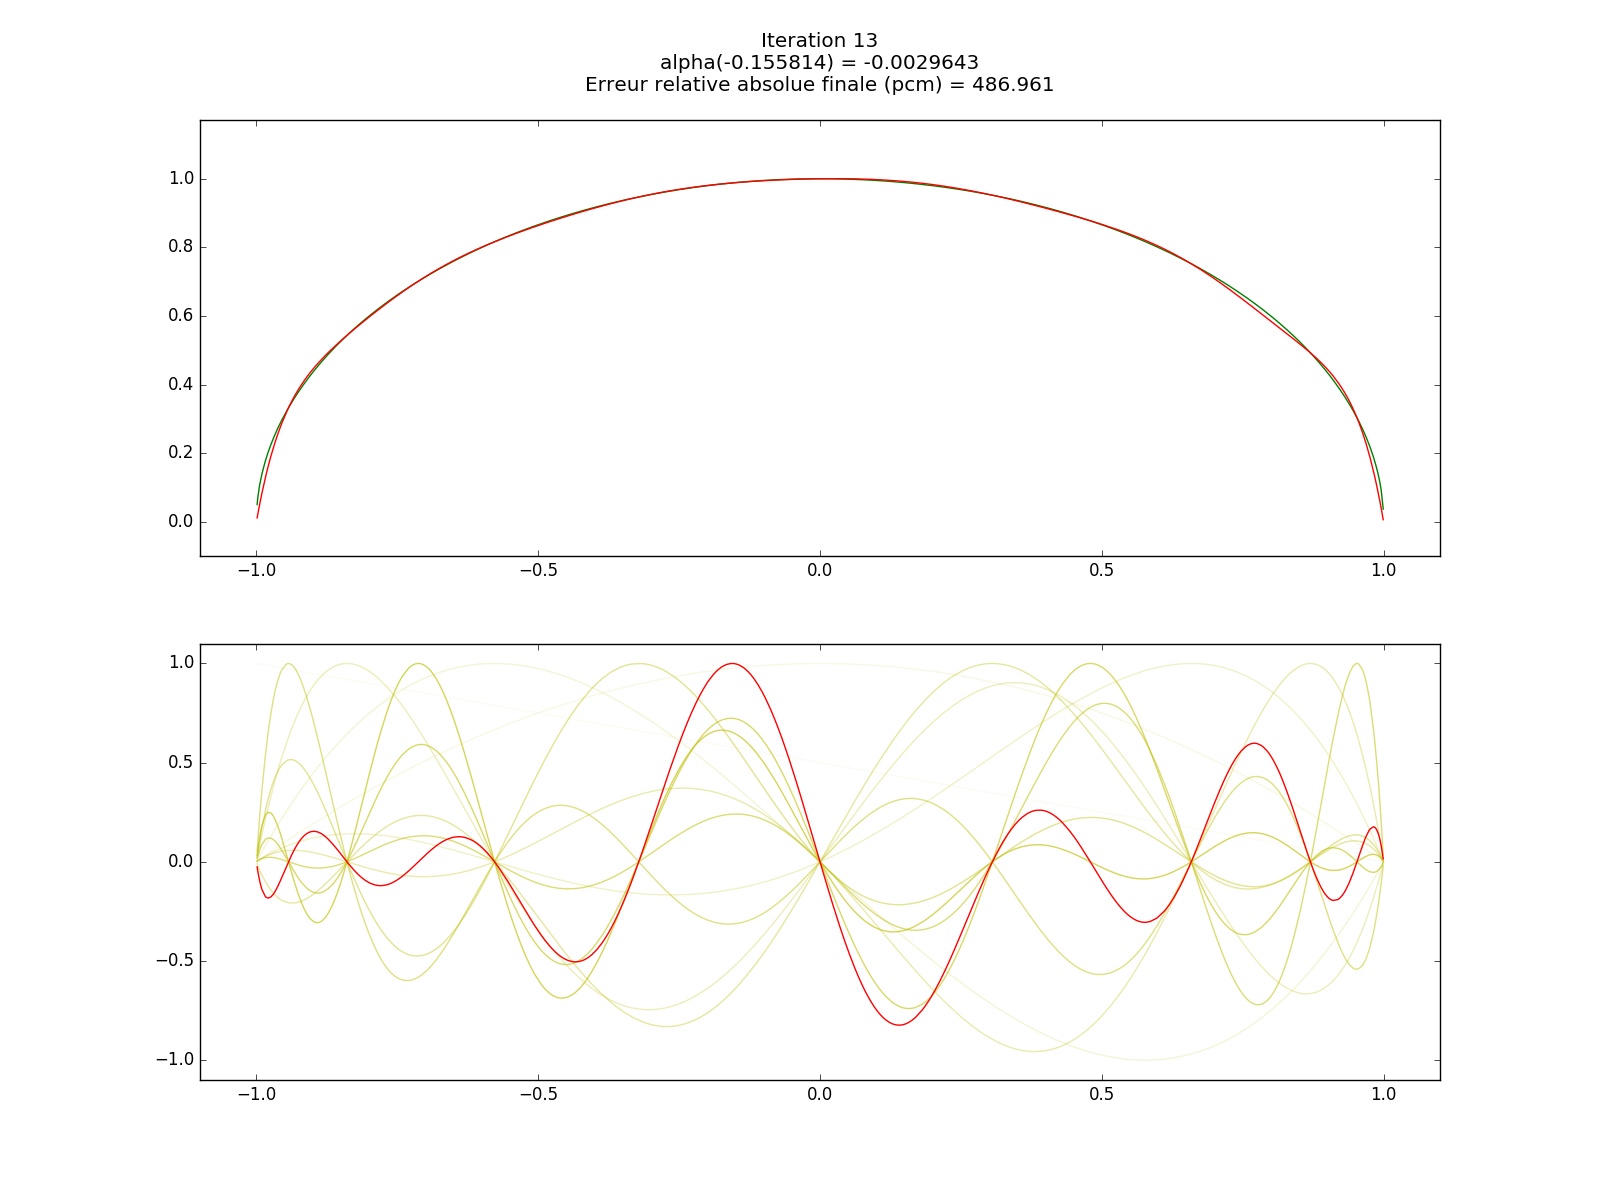 Iteration 13
alpha(-0.155814) = -0.0029643
Erreur relative absolue finale (pcm) = 486.961
1.0
0.8
0.6
0.4
0.2
0.0
−1.0 −0.5 0.0 0.5 1.0
1.0
0.5
0.0
−0.5
−1.0
−1.0 −0.5 0.0 0.5 1.0